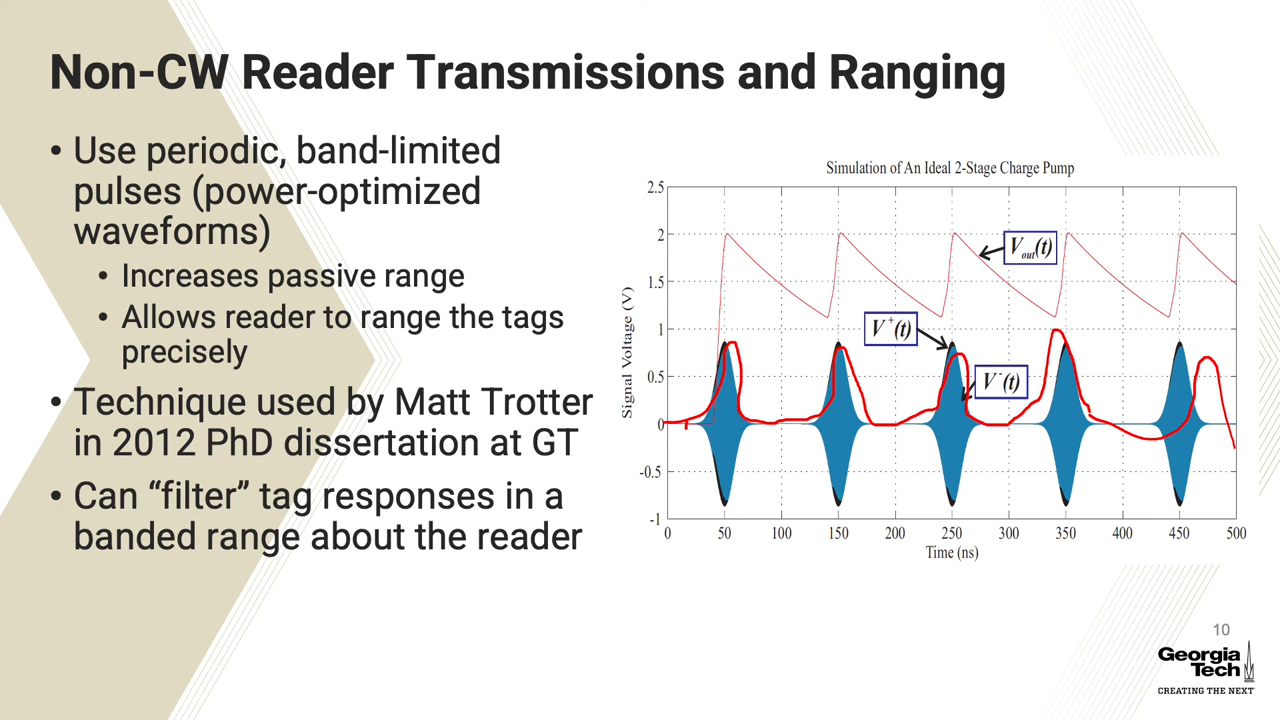 Non-CW Reader Transmissions and Ranging
• Use periodic, band-limited
pulses (power-optimized
waveforms)
• Increases passive range
• Allows reader to range the tags
precisely
• Technique used by Matt Trotter
in 2012 PhD dissertation at GT
• Can “filter” tag responses in a
banded range about the reader
Simulation of An Ideal 2-Stage Charge Pump
Signal Voltage (V)
2.5
2
1.5
1
0.5
0
-0.5
-1
V_out(t)
V^+(t)
V^-(t)
0 50 100 150 200 250 300 350 400 450 500
Time (ns)
10
Georgia
Tech
CREATING THE NEXT